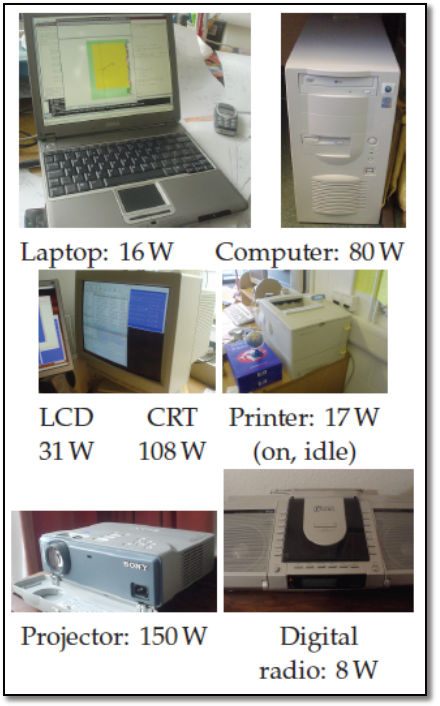 Laptop: 16 W
Computer: 80 W
LCD
31 W
CRT
108 W
Printer: 17 W
(on, idle)
SONY
Projector: 150 W
Digital
radio: 8 W